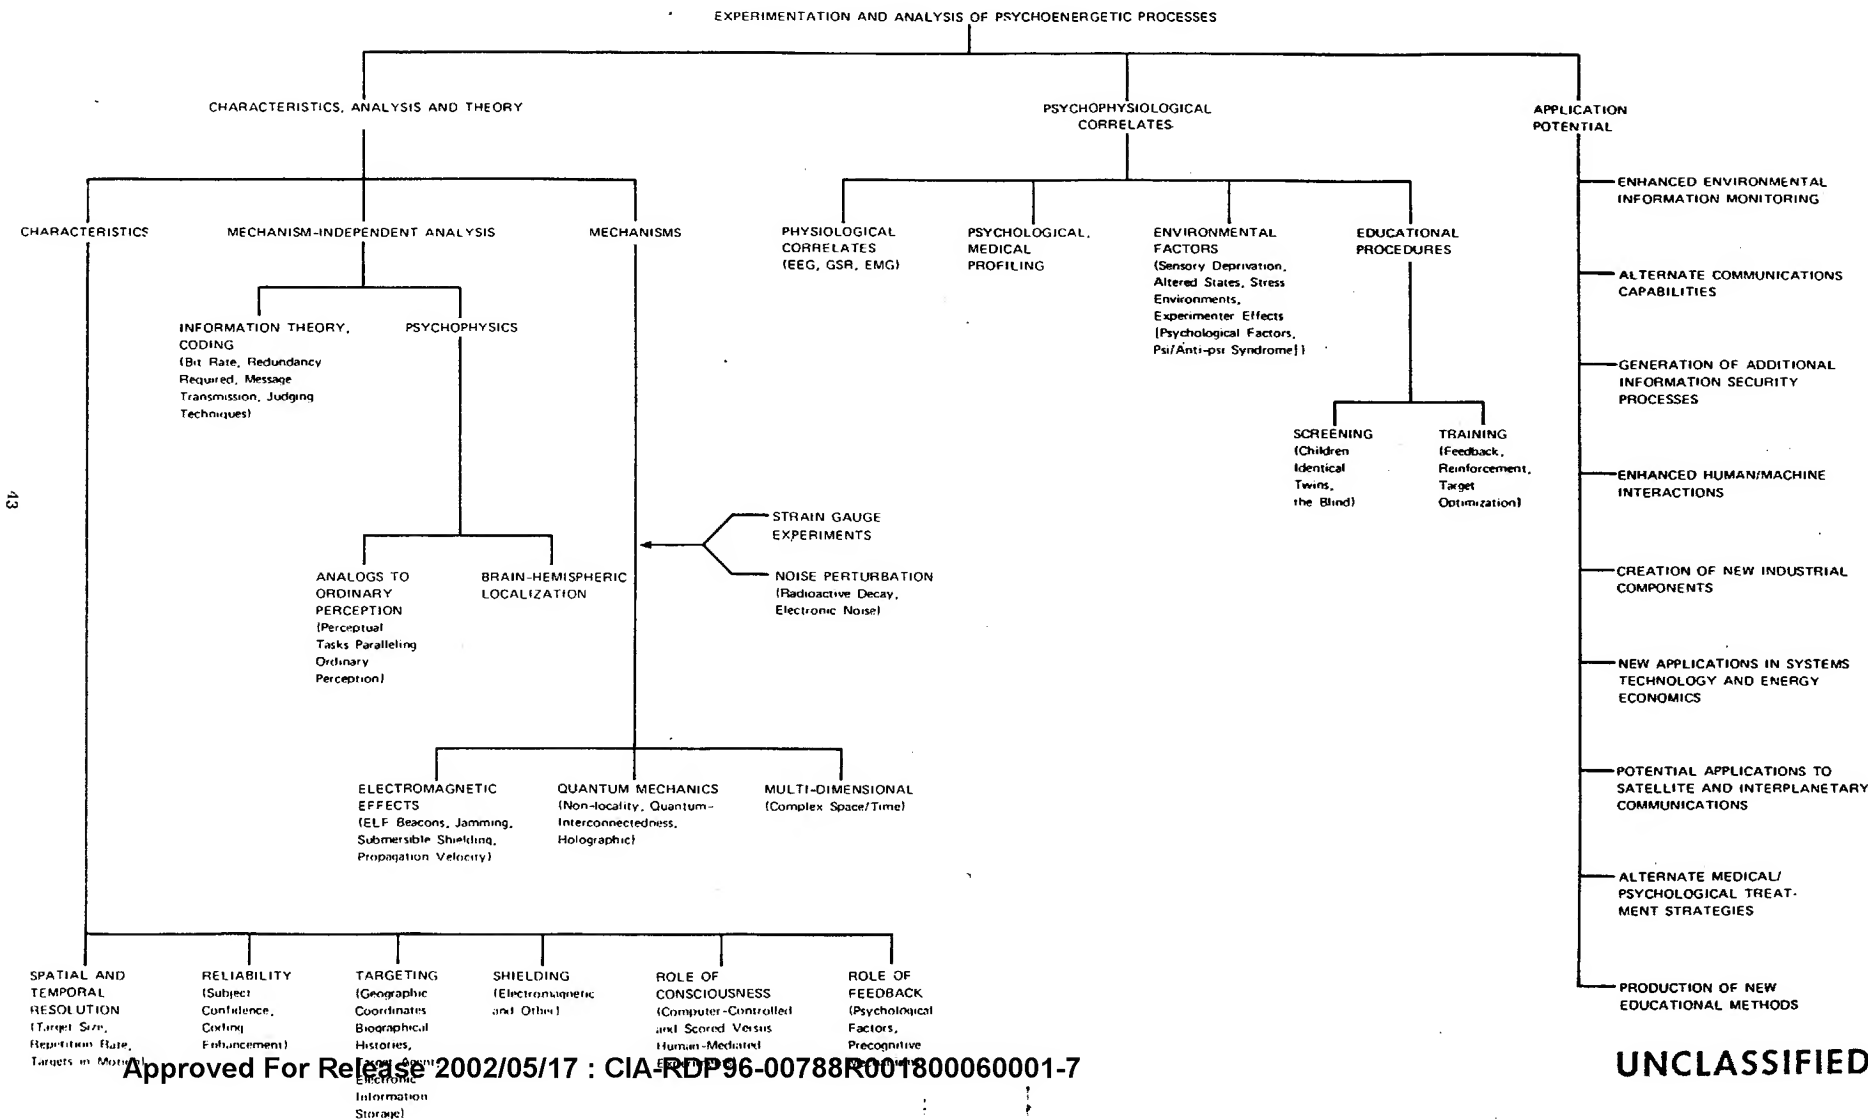 EXPERIMENTATION AND ANALYSIS OF PSYCHOENERGETIC PROCESSES
CHARACTERISTICS, ANALYSIS AND THEORY
PSYCHOPHYSIOLOGICAL
CORRELATES
APPLICATION
POTENTIAL
CHARACTERISTICS
MECHANISM-INDEPENDENT ANALYSIS
MECHANISMS
PHYSIOLOGICAL
CORRELATES
(EEG, GSR, EMG)
PSYCHOLOGICAL,
MEDICAL
PROFILING
ENVIRONMENTAL
FACTORS
(Sensory Deprivation,
Altered States, Stress
Environments,
Experimenter Effects
[Psychological Factors,
Psi/Anti-psi Syndrome])
EDUCATIONAL
PROCEDURES
INFORMATION THEORY,
CODING
(Bit Rate, Redundancy
Required, Message
Transmission, Judging
Techniques)
PSYCHOPHYSICS
SCREENING
(Children
Identical
Twins,
the Blind)
TRAINING
(Feedback,
Reinforcement,
Target
Optimization)
43
STRAIN GAUGE
EXPERIMENTS
NOISE PERTURBATION
(Radioactive Decay,
Electronic Noise)
ANALOGS TO
ORDINARY
PERCEPTION
(Perceptual
Tasks Paralleling
Ordinary
Perception)
BRAIN-HEMISPHERIC
LOCALIZATION
ELECTROMAGNETIC
EFFECTS
(ELF Beacons, Jamming,
Submersible Shielding,
Propagation Velocity)
QUANTUM MECHANICS
(Non-locality, Quantum-
Interconnectedness,
Holographic)
MULTI-DIMENSIONAL
(Complex Space/Time)
SPATIAL AND
TEMPORAL
RESOLUTION
(Target Size,
Repetition Rate,
Targets in Motion)
RELIABILITY
(Subject
Confidence,
Coding
Enhancement)
TARGETING
(Geographic
Coordinates
Biographical
Histories,
Target Agent
Electronic
Information
Storage)
SHIELDING
(Electromagnetic
and Other)
ROLE OF
CONSCIOUSNESS
(Computer-Controlled
and Scored Versus
Human-Mediated
ROLE OF
FEEDBACK
(Psychological
Factors,
Precognitive
ENHANCED ENVIRONMENTAL
INFORMATION MONITORING
ALTERNATE COMMUNICATIONS
CAPABILITIES
GENERATION OF ADDITIONAL
INFORMATION SECURITY
PROCESSES
ENHANCED HUMAN/MACHINE
INTERACTIONS
CREATION OF NEW INDUSTRIAL
COMPONENTS
NEW APPLICATIONS IN SYSTEMS
TECHNOLOGY AND ENERGY
ECONOMICS
POTENTIAL APPLICATIONS TO
SATELLITE AND INTERPLANETARY
COMMUNICATIONS
ALTERNATE MEDICAL/
PSYCHOLOGICAL TREAT-
MENT STRATEGIES
PRODUCTION OF NEW
EDUCATIONAL METHODS
Approved For Release 2002/05/17 : CIA-RDP96-00788R001800060001-7
UNCLASSIFIED